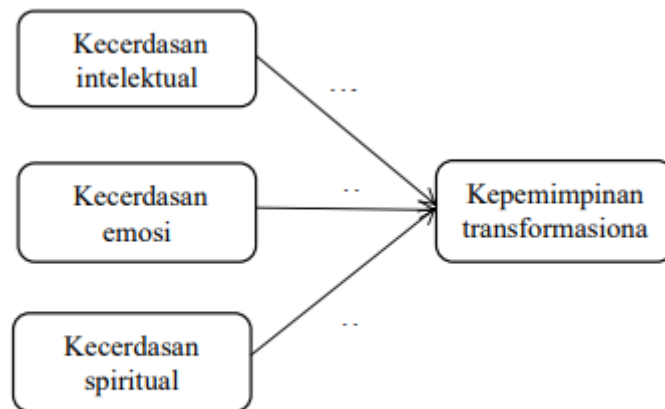 Kecerdasan
intelektual
Kecerdasan
emosi
Kepemimpinan
transformasiona
Kecerdasan
spiritual